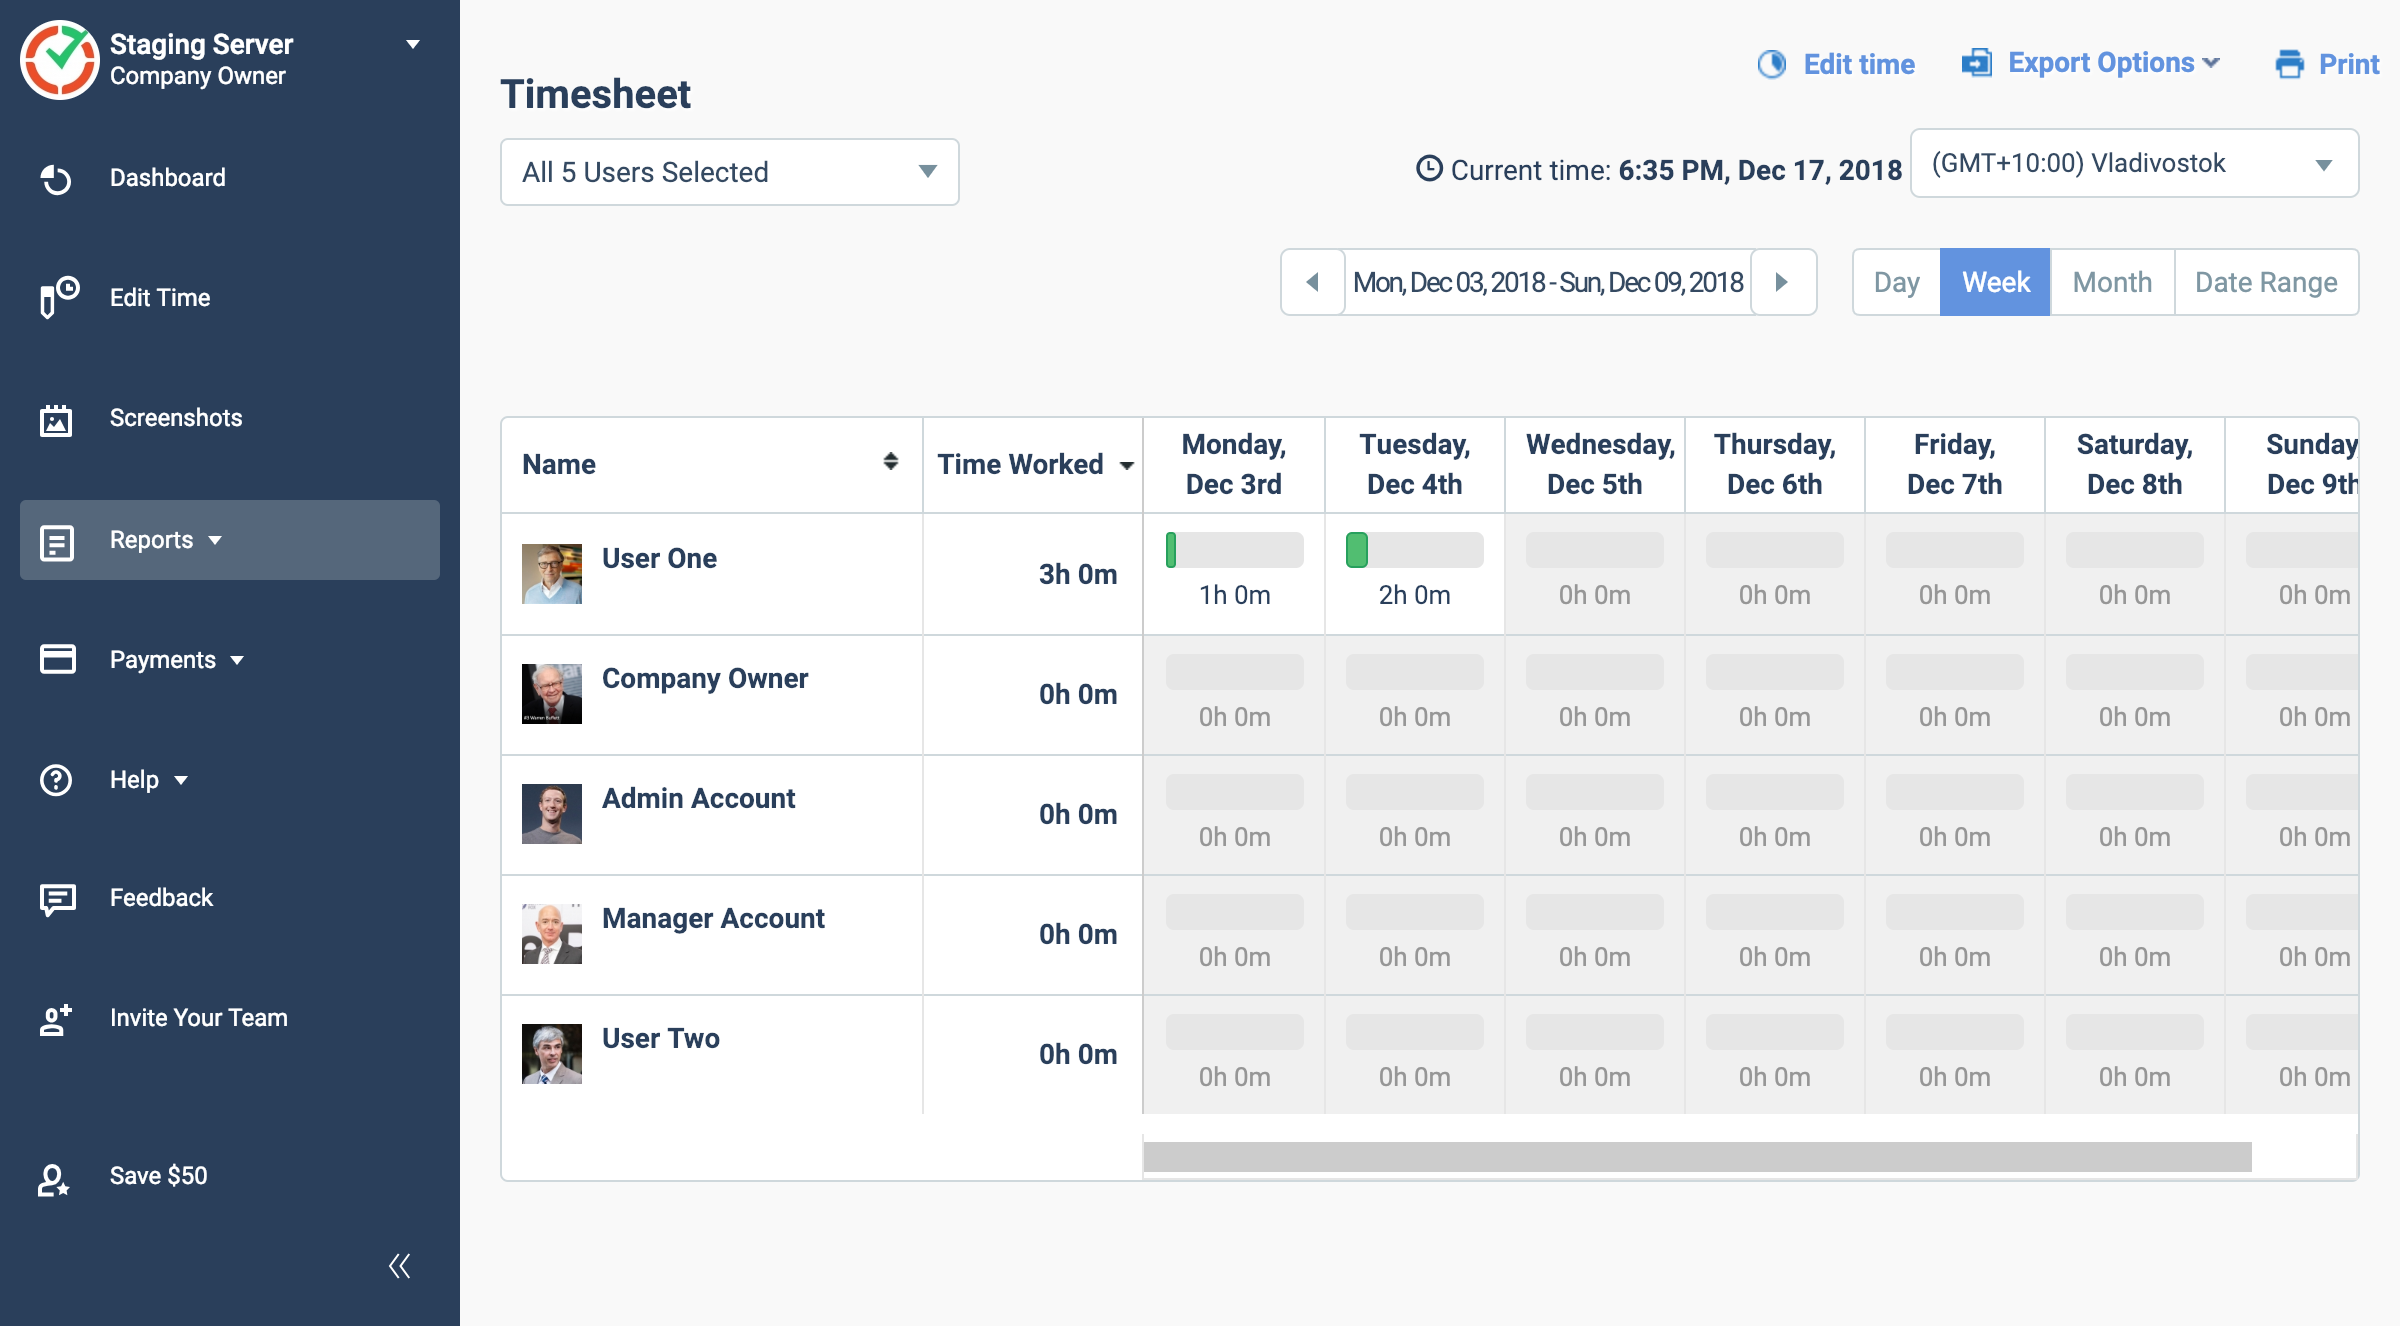 Staging Server
Company Owner
Dashboard
Edit Time
Screenshots
Reports
Payments
Help
Feedback
Invite Your Team
Save $50
Edit time
Export Options
Print
Timesheet
All 5 Users Selected
Current time: 6:35 PM, Dec 17, 2018
(GMT+10:00) Vladivostok
Mon, Dec 03, 2018 - Sun, Dec 09, 2018
Day Week Month Date Range
Name Time Worked Monday, Dec 3rd Tuesday, Dec 4th Wednesday, Dec 5th Thursday, Dec 6th Friday, Dec 7th Saturday, Dec 8th Sunday, Dec 9th
User One 3h 0m 1h 0m 2h 0m 0h 0m 0h 0m 0h 0m 0h 0m 0h 0m
Company Owner 0h 0m 0h 0m 0h 0m 0h 0m 0h 0m 0h 0m 0h 0m 0h 0m
Admin Account 0h 0m 0h 0m 0h 0m 0h 0m 0h 0m 0h 0m 0h 0m 0h 0m
Manager Account 0h 0m 0h 0m 0h 0m 0h 0m 0h 0m 0h 0m 0h 0m 0h 0m
User Two 0h 0m 0h 0m 0h 0m 0h 0m 0h 0m 0h 0m 0h 0m 0h 0m